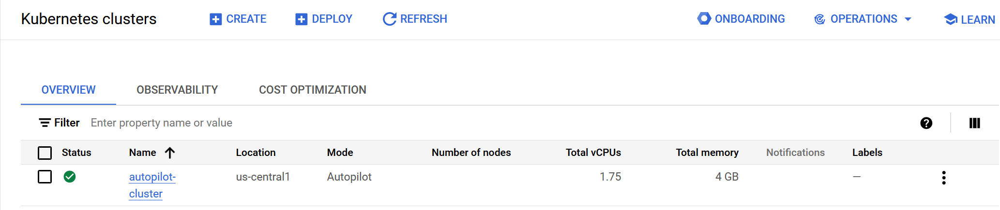 Kubernetes clusters CREATE DEPLOY REFRESH ONBOARDING OPERATIONS LEARN
OVERVIEW OBSERVABILITY COST OPTIMIZATION
Filter Enter property name or value
Status Name Location Mode Number of nodes Total vCPUs Total memory Notifications Labels
autopilot- us-central1 Autopilot 1.75 4 GB —
cluster